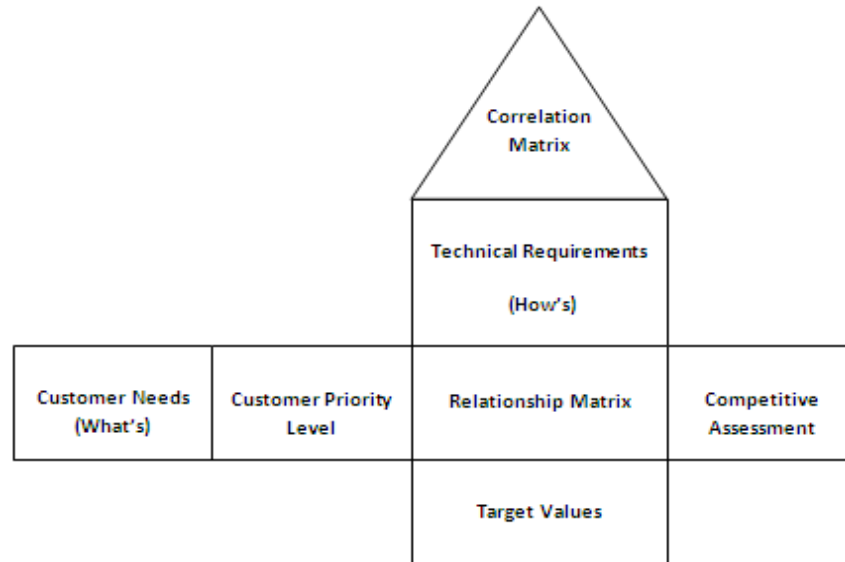 Correlation
Matrix
Technical Requirements
(How's)
Customer Needs
(What's)
Customer Priority
Level
Relationship Matrix
Competitive
Assessment
Target Values